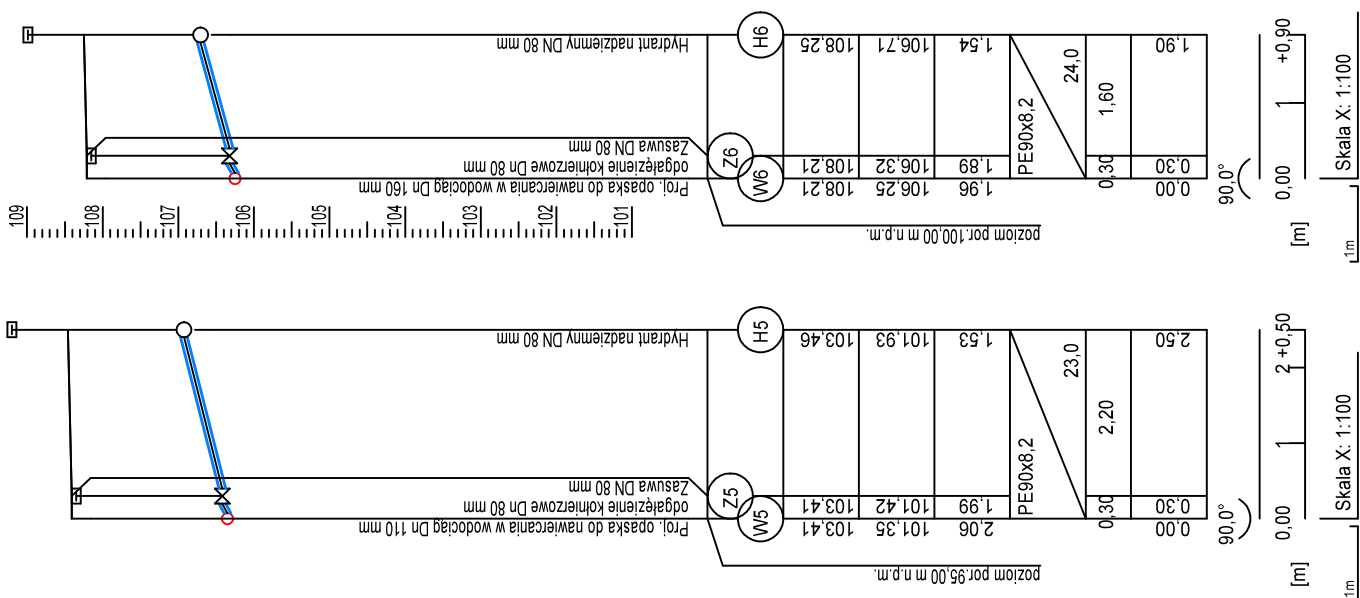 109
108
107
106
105
104
103
102
101
Hydrant nadziemny DN 80 mm
Zasuwa DN 80 mm
odgałęzienie kołnierzowe Dn 80 mm
Proj. opaska do nawiercania w wodociąg Dn 160 mm
poziom por.100,00 m n.p.m.
H6
Z6
W6
108,25
108,21
108,21
106,71
106,32
106,25
1,54
1,89
1,96
PE90x8,2
24,0
0,30
1,60
1,90
0,30
0,00
90,0°
0,00
1
+0,90
[m]
Skala X: 1:100
1m
Hydrant nadziemny DN 80 mm
Zasuwa DN 80 mm
odgałęzienie kołnierzowe Dn 80 mm
Proj. opaska do nawiercania w wodociąg Dn 110 mm
poziom por.95,00 m n.p.m.
H5
Z5
W5
103,46
103,41
103,41
101,93
101,42
101,35
1,53
1,99
2,06
PE90x8,2
23,0
0,30
2,20
2,50
0,30
0,00
90,0°
0,00
1
2
+0,50
[m]
Skala X: 1:100
1m